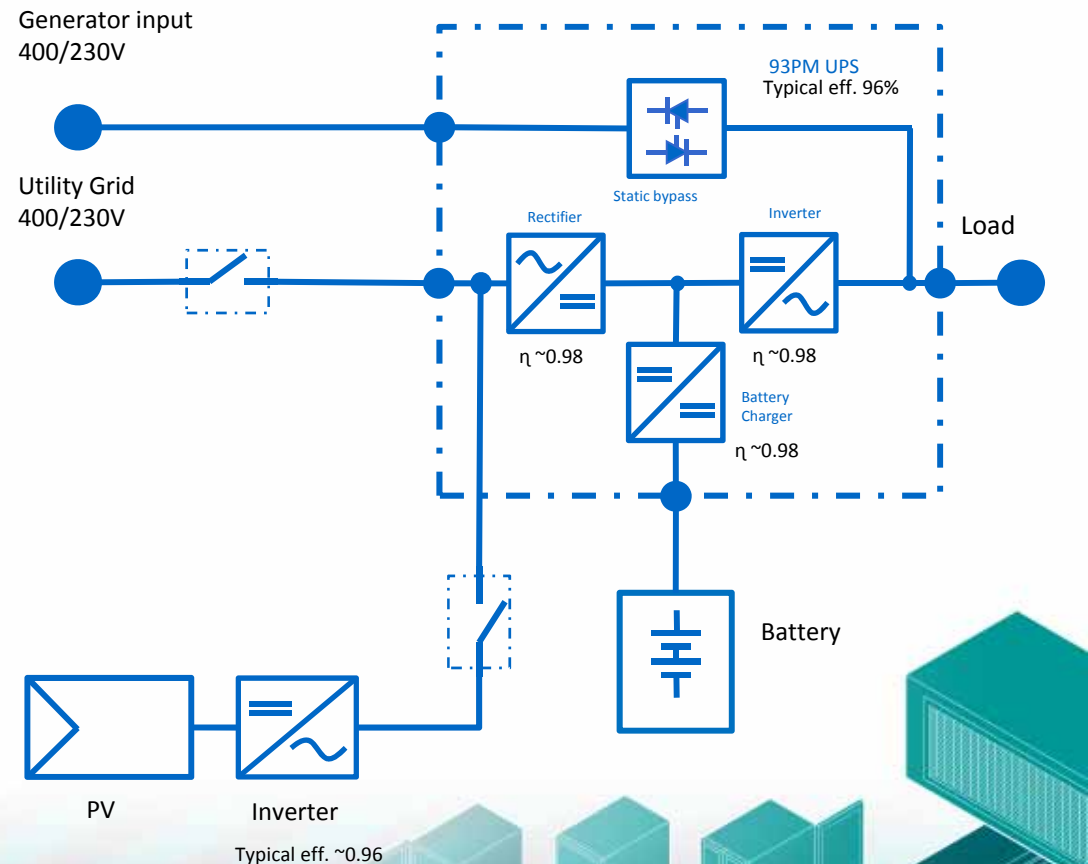 Generator input
400/230V
93PM UPS
Typical eff. 96%
Utility Grid
400/230V
Static bypass
Rectifier
Inverter
Load
η ~0.98
η ~0.98
Battery
Charger
η ~0.98
Battery
PV
Inverter
Typical eff. ~0.96